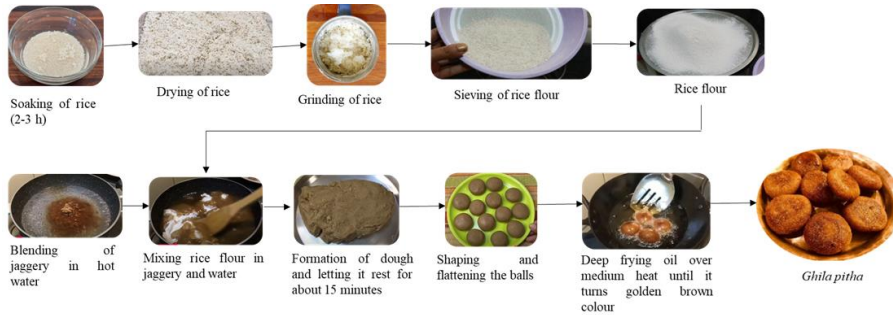 Soaking of rice
(2-3 h)
Drying of rice
Grinding of rice
Sieving of rice flour
Rice flour
Blending of
jaggery in hot
water
Mixing rice flour in
jaggery and water
Formation of dough
and letting it rest for
about 15 minutes
Shaping and
flattening the balls
Deep frying oil over
medium heat until it
turns golden brown
colour
Ghila pitha